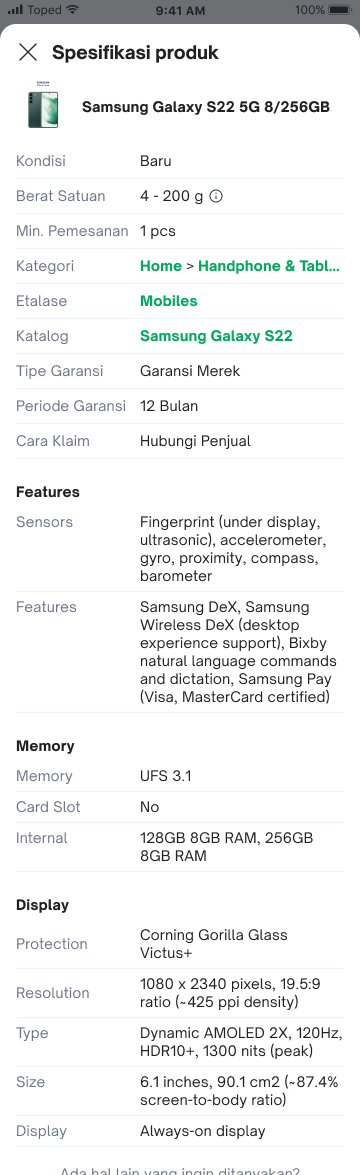 Toped 9:41 AM 100%
Spesifikasi produk
SAMSUNG
Samsung Galaxy S22 5G 8/256GB
Kondisi Baru
Berat Satuan 4 - 200 g
Min. Pemesanan 1 pcs
Kategori Home > Handphone & Tabl...
Etalase Mobiles
Katalog Samsung Galaxy S22
Tipe Garansi Garansi Merek
Periode Garansi 12 Bulan
Cara Klaim Hubungi Penjual
Features
Sensors Fingerprint (under display,
ultrasonic), accelerometer,
gyro, proximity, compass,
barometer
Features Samsung DeX, Samsung
Wireless DeX (desktop
experience support), Bixby
natural language commands
and dictation, Samsung Pay
(Visa, MasterCard certified)
Memory
Memory UFS 3.1
Card Slot No
Internal 128GB 8GB RAM, 256GB
8GB RAM
Display
Protection Corning Gorilla Glass
Victus+
Resolution 1080 x 2340 pixels, 19.5:9
ratio (~425 ppi density)
Type Dynamic AMOLED 2X, 120Hz,
HDR10+, 1300 nits (peak)
Size 6.1 inches, 90.1 cm2 (~87.4%
screen-to-body ratio)
Display Always-on display
Ada hal lain yang ingin ditanyakan?